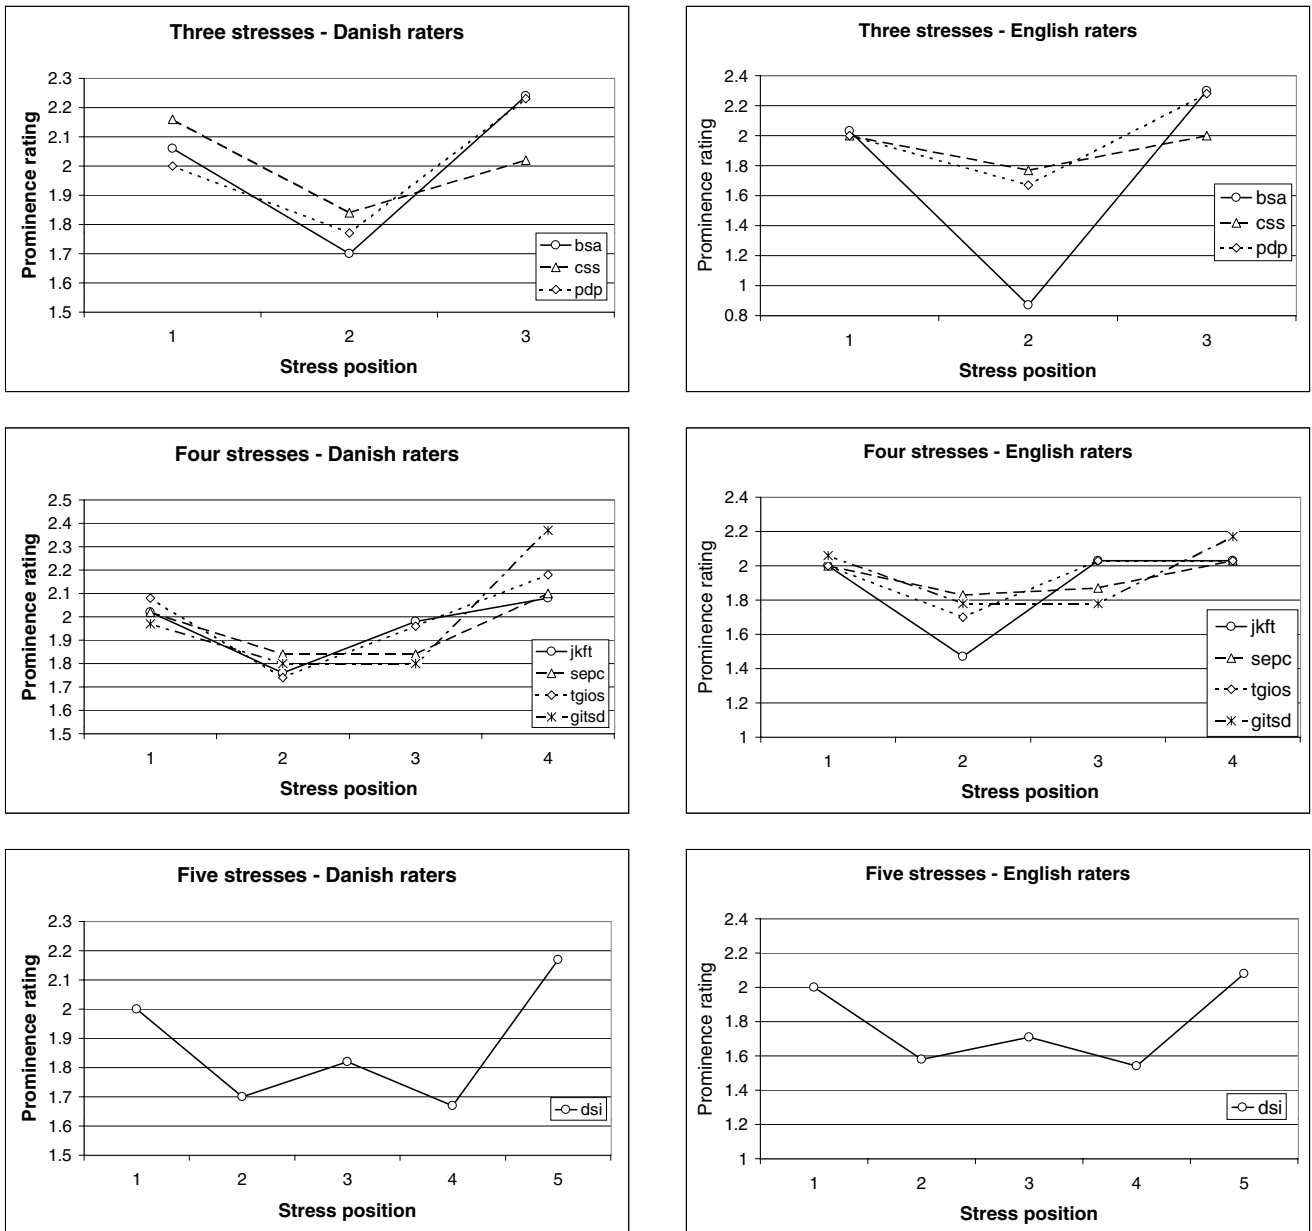 Three stresses - Danish raters
Prominence rating
2.3
2.2
2.1
2
1.9
1.8
1.7
1.6
1.5
1 2 3
Stress position
bsa
css
pdp
Three stresses - English raters
Prominence rating
2.4
2.2
2
1.8
1.6
1.4
1.2
1
0.8
1 2 3
Stress position
bsa
css
pdp
Four stresses - Danish raters
Prominence rating
2.5
2.4
2.3
2.2
2.1
2
1.9
1.8
1.7
1.6
1.5
1 2 3 4
Stress position
jkft
sepc
tgios
gitsd
Four stresses - English raters
Prominence rating
2.4
2.2
2
1.8
1.6
1.4
1.2
1
1 2 3 4
Stress position
jkft
sepc
tgios
gitsd
Five stresses - Danish raters
Prominence rating
2.3
2.2
2.1
2
1.9
1.8
1.7
1.6
1.5
1 2 3 4 5
Stress position
dsi
Five stresses - English raters
Prominence rating
2.4
2.2
2
1.8
1.6
1.4
1.2
1
1 2 3 4 5
Stress position
dsi